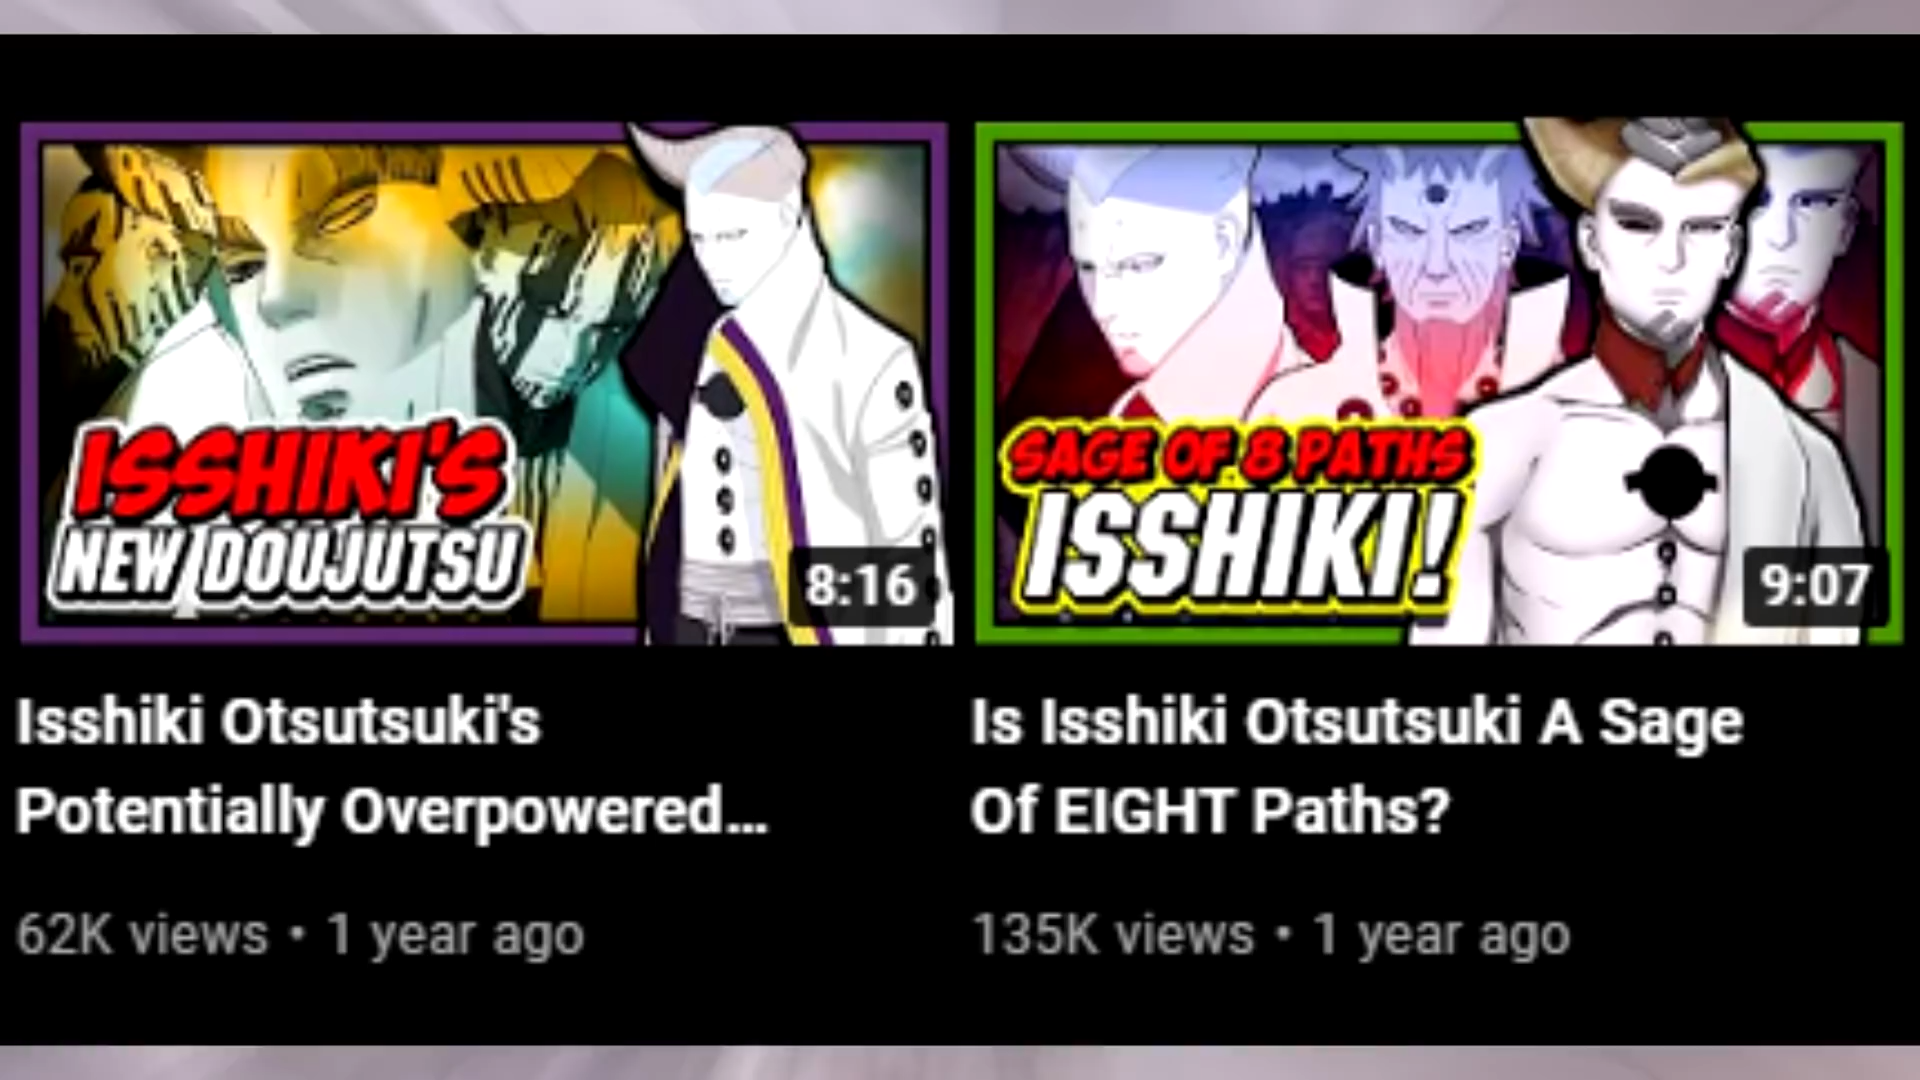 ISSHIKI'S
NEW DOUJUTSU
8:16
SAGE OF 8 PATHS
ISSHIKI!
9:07
Isshiki Otsutsuki's
Potentially Overpowered...
62K views • 1 year ago
Is Isshiki Otsutsuki A Sage
Of EIGHT Paths?
135K views • 1 year ago